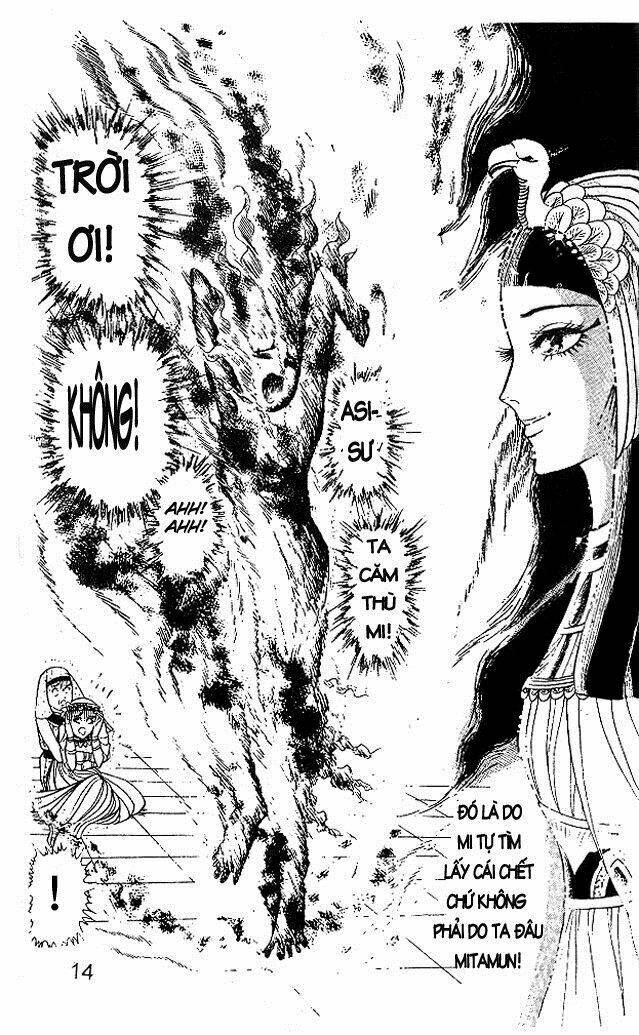 TRỜI
ƠI!
KHÔNG!
AHH!
AHH!
ASI-
SƯ
TA
CĂM
THÙ
MI!
ĐÓ LÀ DO
MI TỰ TÌM
LẤY CÁI CHẾT
CHỨ KHÔNG
PHẢI DO TA ĐÂU
MITAMUN!
!
14